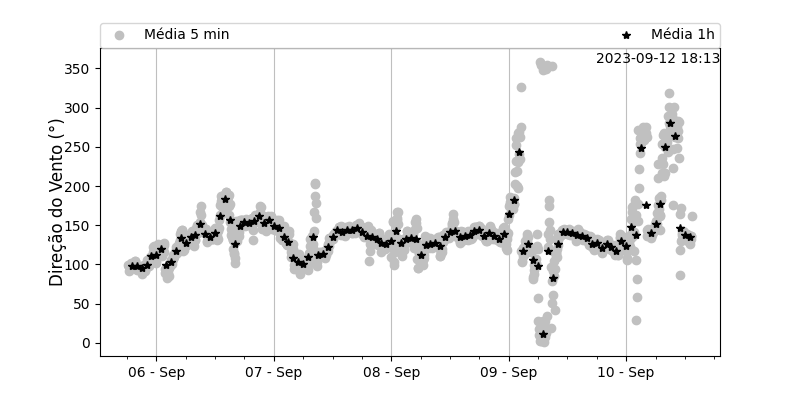 Média 5 min
Média 1h
2023-09-12 18:13
Direção do Vento (°)
350
300
250
200
150
100
50
0
06 - Sep
07 - Sep
08 - Sep
09 - Sep
10 - Sep